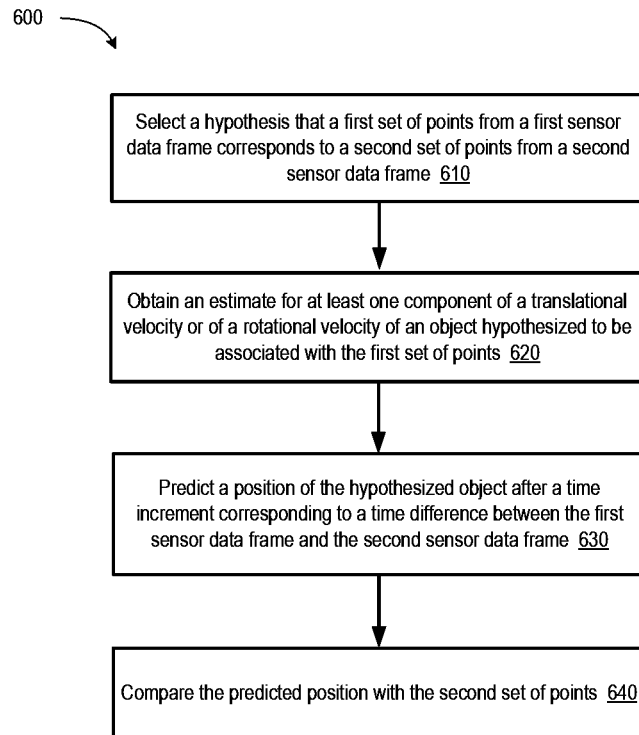 600
Select a hypothesis that a first set of points from a first sensor
data frame corresponds to a second set of points from a second
sensor data frame 610
Obtain an estimate for at least one component of a translational
velocity or of a rotational velocity of an object hypothesized to be
associated with the first set of points 620
Predict a position of the hypothesized object after a time
increment corresponding to a time difference between the first
sensor data frame and the second sensor data frame 630
Compare the predicted position with the second set of points 640